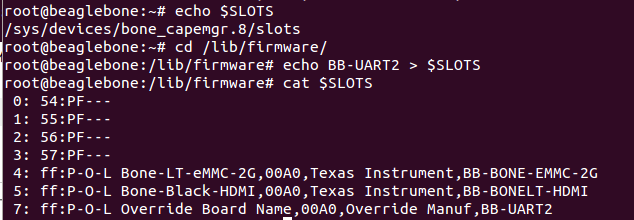 root@beaglebone:~# echo $SLOTS
/sys/devices/bone_capemgr.8/slots
root@beaglebone:~# cd /lib/firmware/
root@beaglebone:/lib/firmware# echo BB-UART2 > $SLOTS
root@beaglebone:/lib/firmware# cat $SLOTS
 0: 54:PF---
 1: 55:PF---
 2: 56:PF---
 3: 57:PF---
 4: ff:P-O-L Bone-LT-eMMC-2G,00A0,Texas Instrument,BB-BONE-EMMC-2G
 5: ff:P-O-L Bone-Black-HDMI,00A0,Texas Instrument,BB-BONELT-HDMI
 7: ff:P-O-L Override Board Name,00A0,Override Manuf,BB-UART2